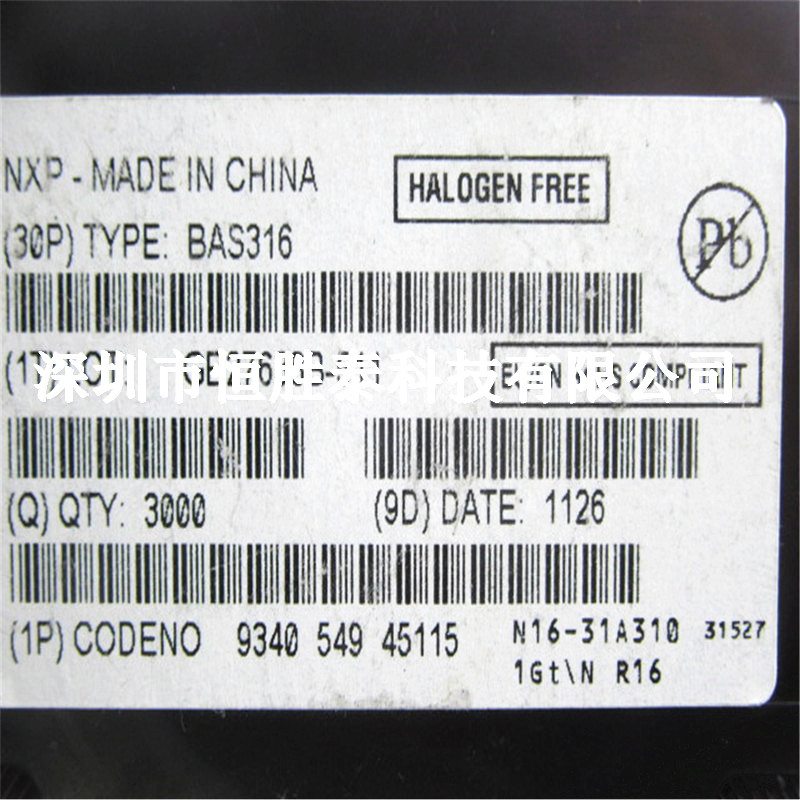 NXP - MADE IN CHINA
HALOGEN FREE
(30P) TYPE: BAS316
Pb
深圳市恒胜泰科技有限公司
(Q) QTY: 3000
(9D) DATE: 1126
(1P) CODENO 9340 549 45115
N16-31A310 31527
1Gt\N R16